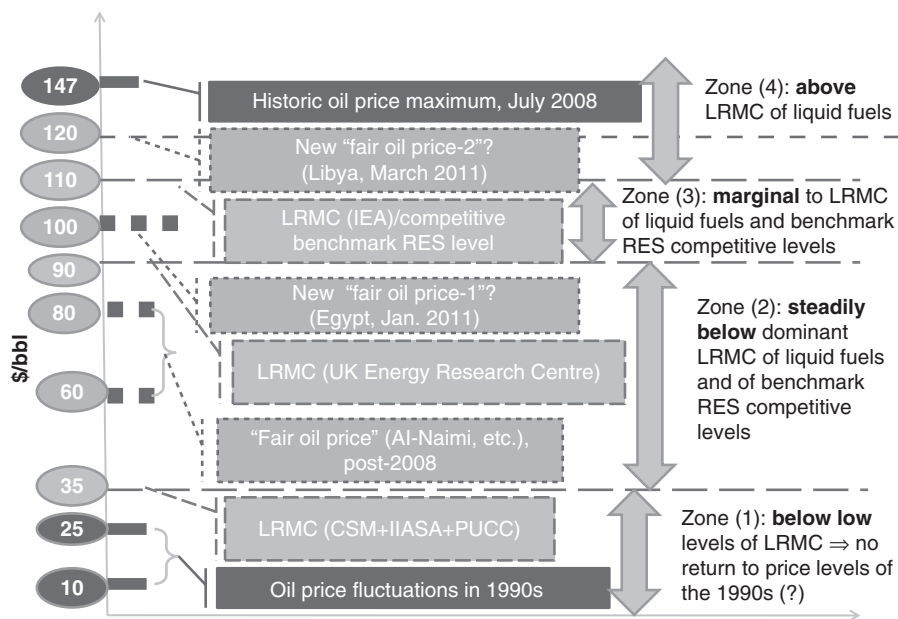 $/bbl
147
120
110
100
90
80
60
35
25
10
Historic oil price maximum, July 2008
New “fair oil price-2”?
(Libya, March 2011)
LRMC (IEA)/competitive
benchmark RES level
New “fair oil price-1”?
(Egypt, Jan. 2011)
LRMC (UK Energy Research Centre)
“Fair oil price” (AI-Naimi, etc.),
post-2008
LRMC (CSM+IIASA+PUCC)
Oil price fluctuations in 1990s
Zone (4): above
LRMC of liquid fuels
Zone (3): marginal to LRMC
of liquid fuels and benchmark
RES competitive levels
Zone (2): steadily
below dominant
LRMC of liquid fuels
and of benchmark
RES competitive
levels
Zone (1): below low
levels of LRMC ⇒ no
return to price levels of
the 1990s (?)